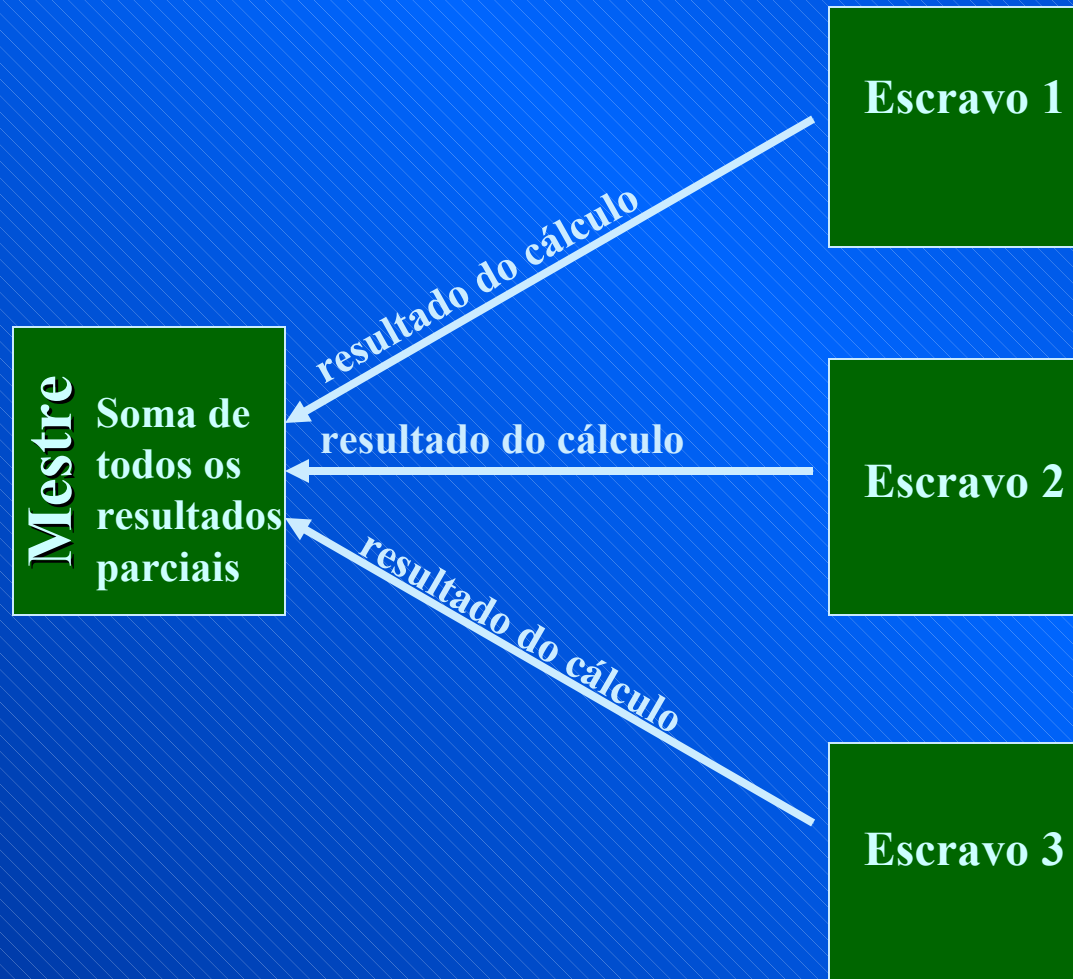 Escravo 1
resultado do cálculo
Mestre
Soma de
todos os
resultados
parciais
resultado do cálculo
Escravo 2
resultado do cálculo
Escravo 3